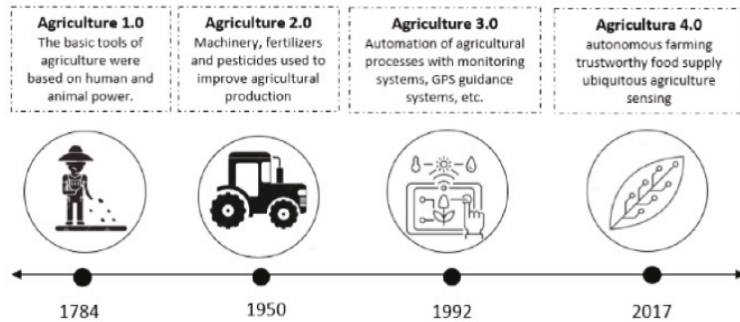 Agriculture 1.0
The basic tools of
agriculture were
based on human and
animal power.
Agriculture 2.0
Machinery, fertilizers
and pesticides used to
improve agricultural
production
Agriculture 3.0
Automation of agricultural
processes with monitoring
systems, GPS guidance
systems, etc.
Agricultura 4.0
autonomous farming
trustworthy food supply
ubiquitous agriculture
sensing
1784
1950
1992
2017